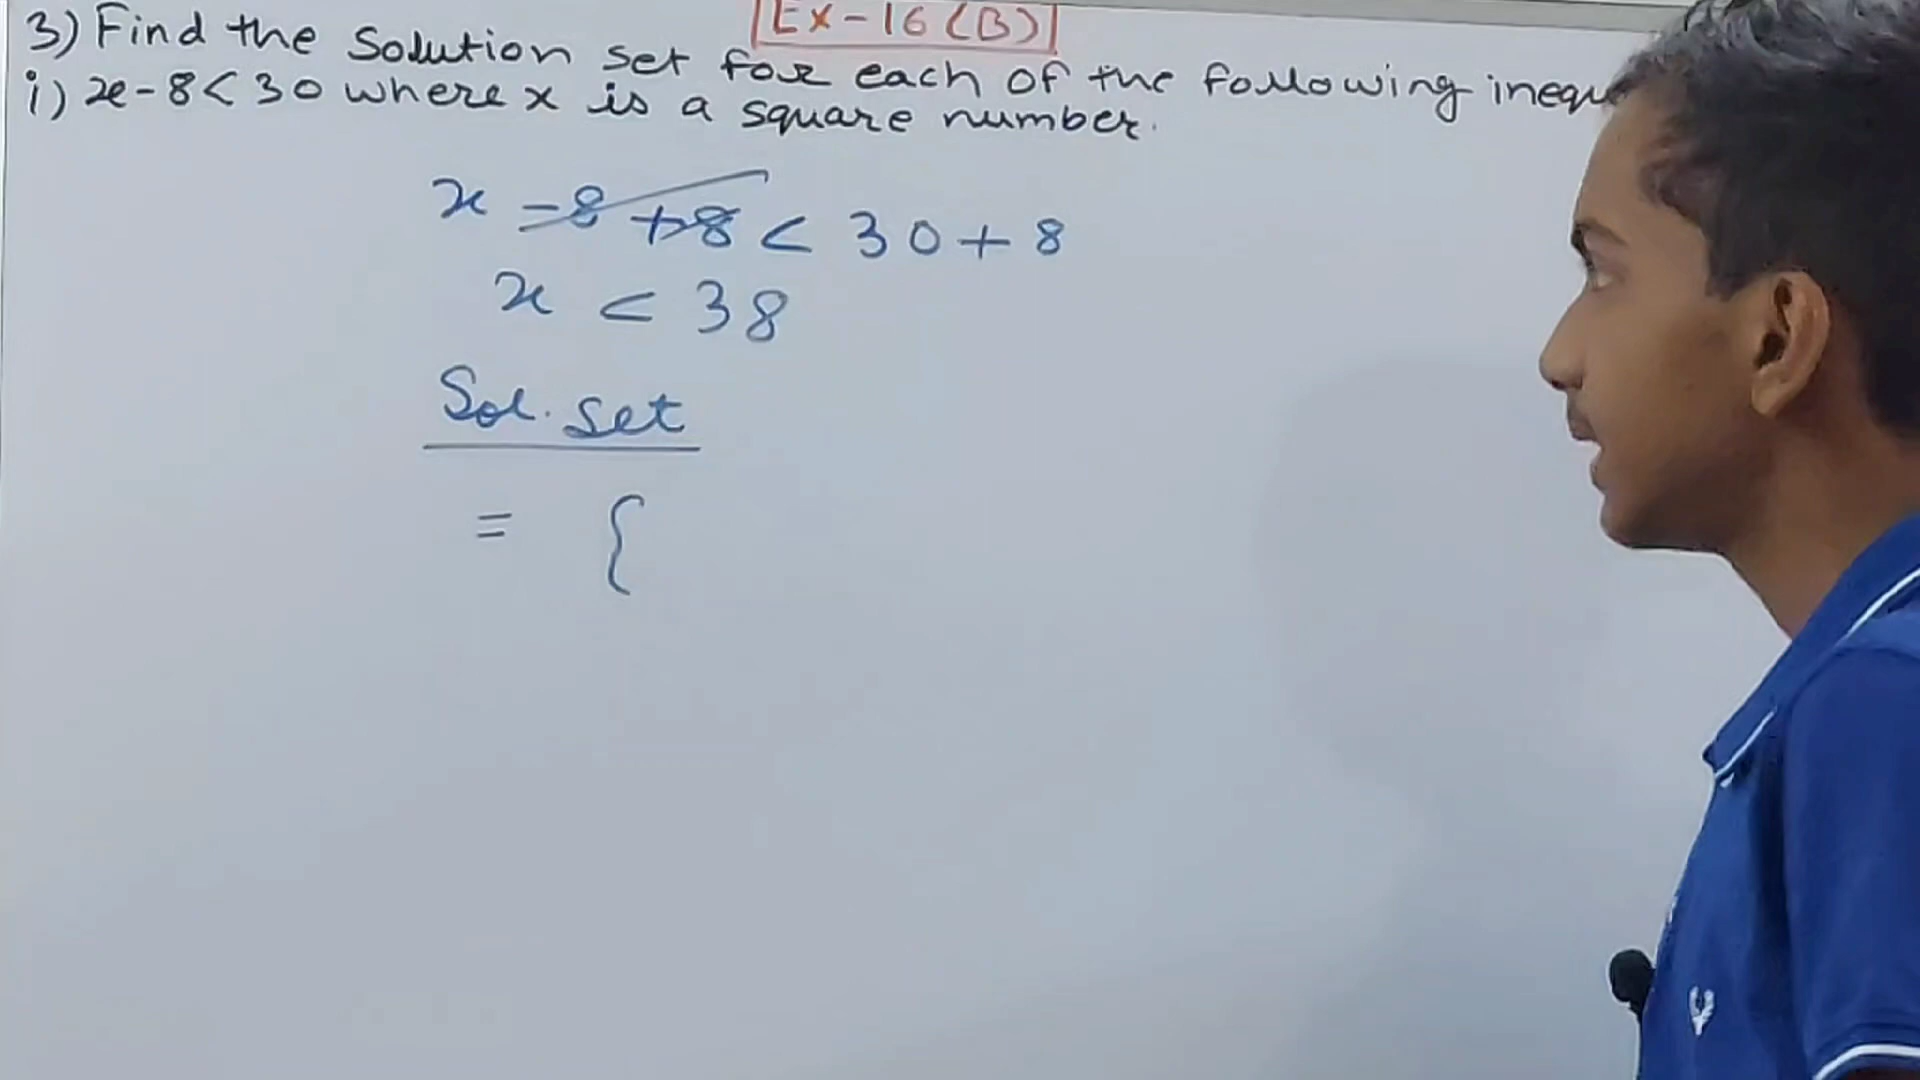 Ex-16(B)
3) Find the Solution set for each of the following
i) x-8<30 where x is a square number.
x -8 +8 < 30+8
x < 38
Sol. set
= {